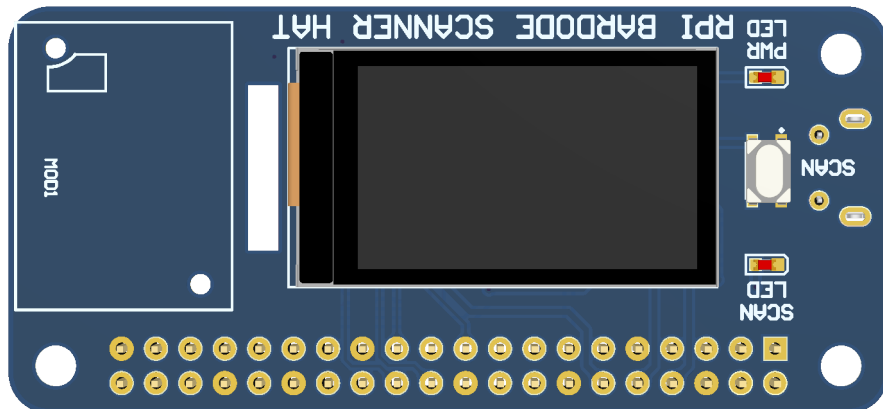 RPI BARDODE SCANNER HAT
PWR
LED
SCAN
SCAN
LED
MOD1